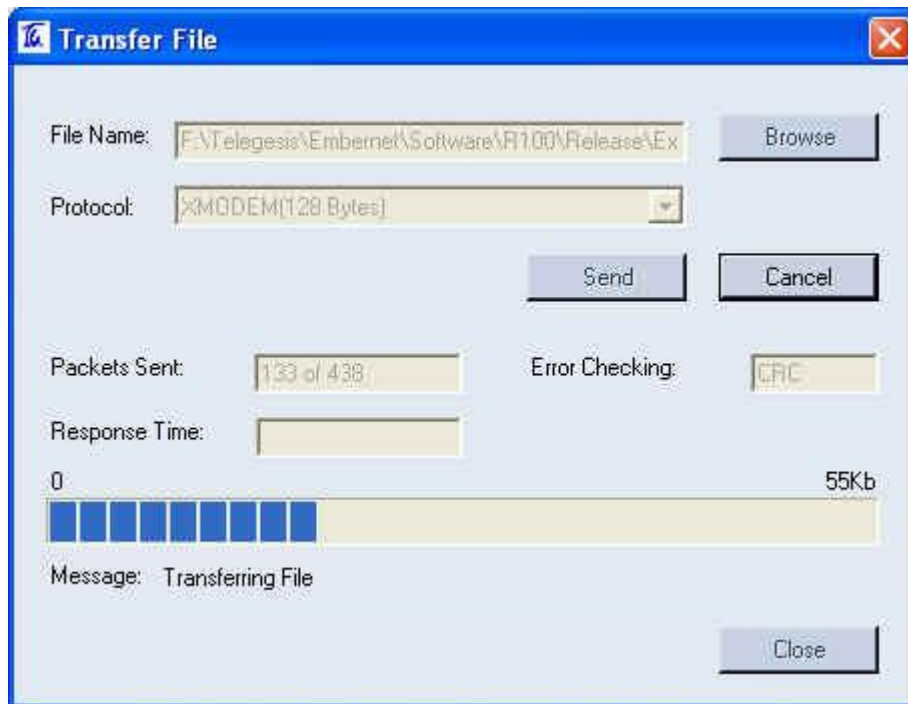 Transfer File
File Name: F:\Telegesis\Embernet\Software\R100\Release\Ex Browse
Protocol: XMODEM(128 Bytes)
Send Cancel
Packets Sent: 133 of 438 Error Checking: CRC
Response Time:
0 55Kb
Message: Transferring File
Close